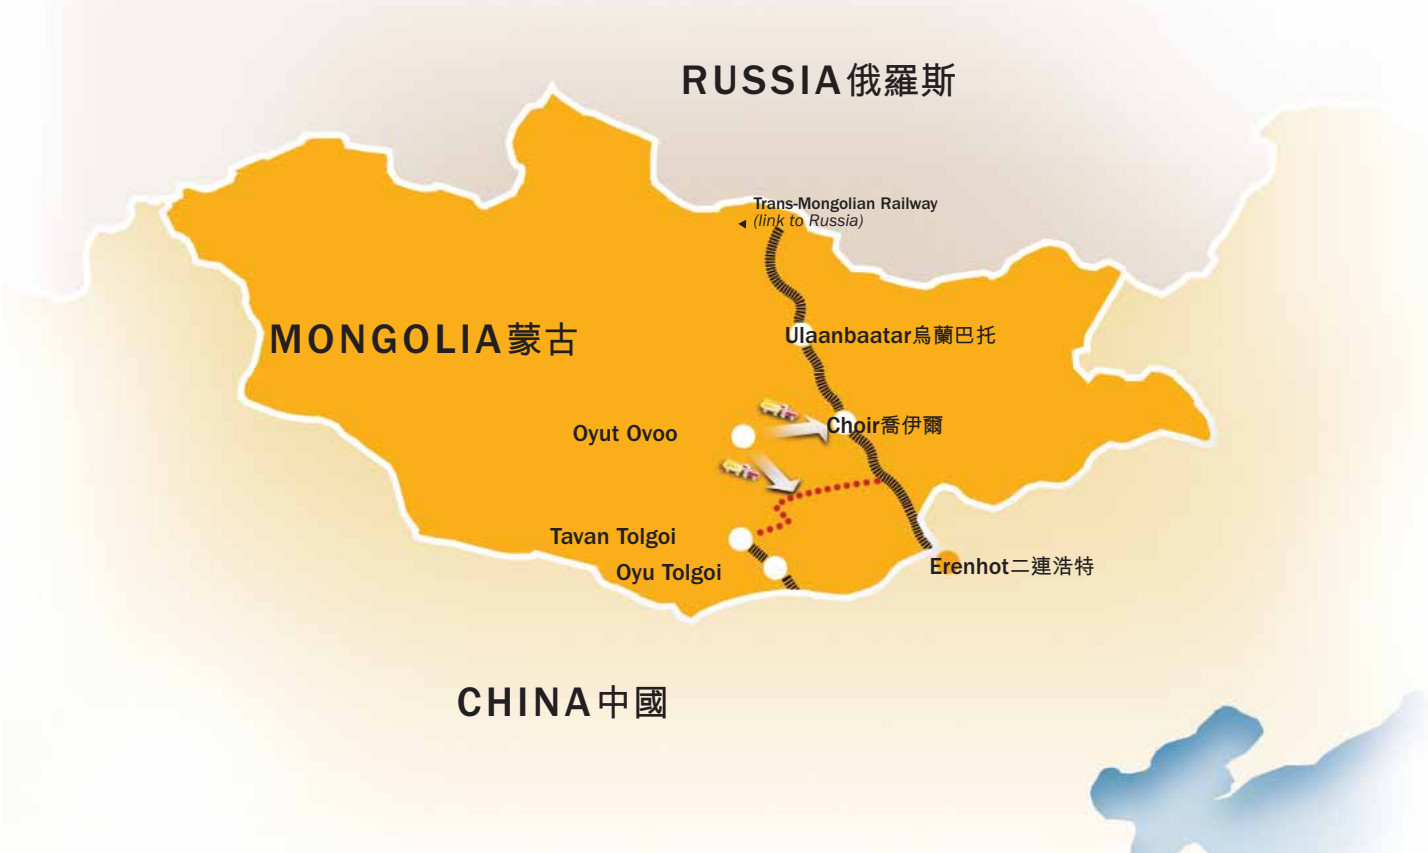 RUSSIA俄羅斯
Trans-Mongolian Railway
(link to Russia)
MONGOLIA蒙古
Ulaanbaatar烏蘭巴托
Choir喬伊爾
Oyut Ovoo
Tavan Tolgoi
Oyu Tolgoi
Erenhot二連浩特
CHINA中國